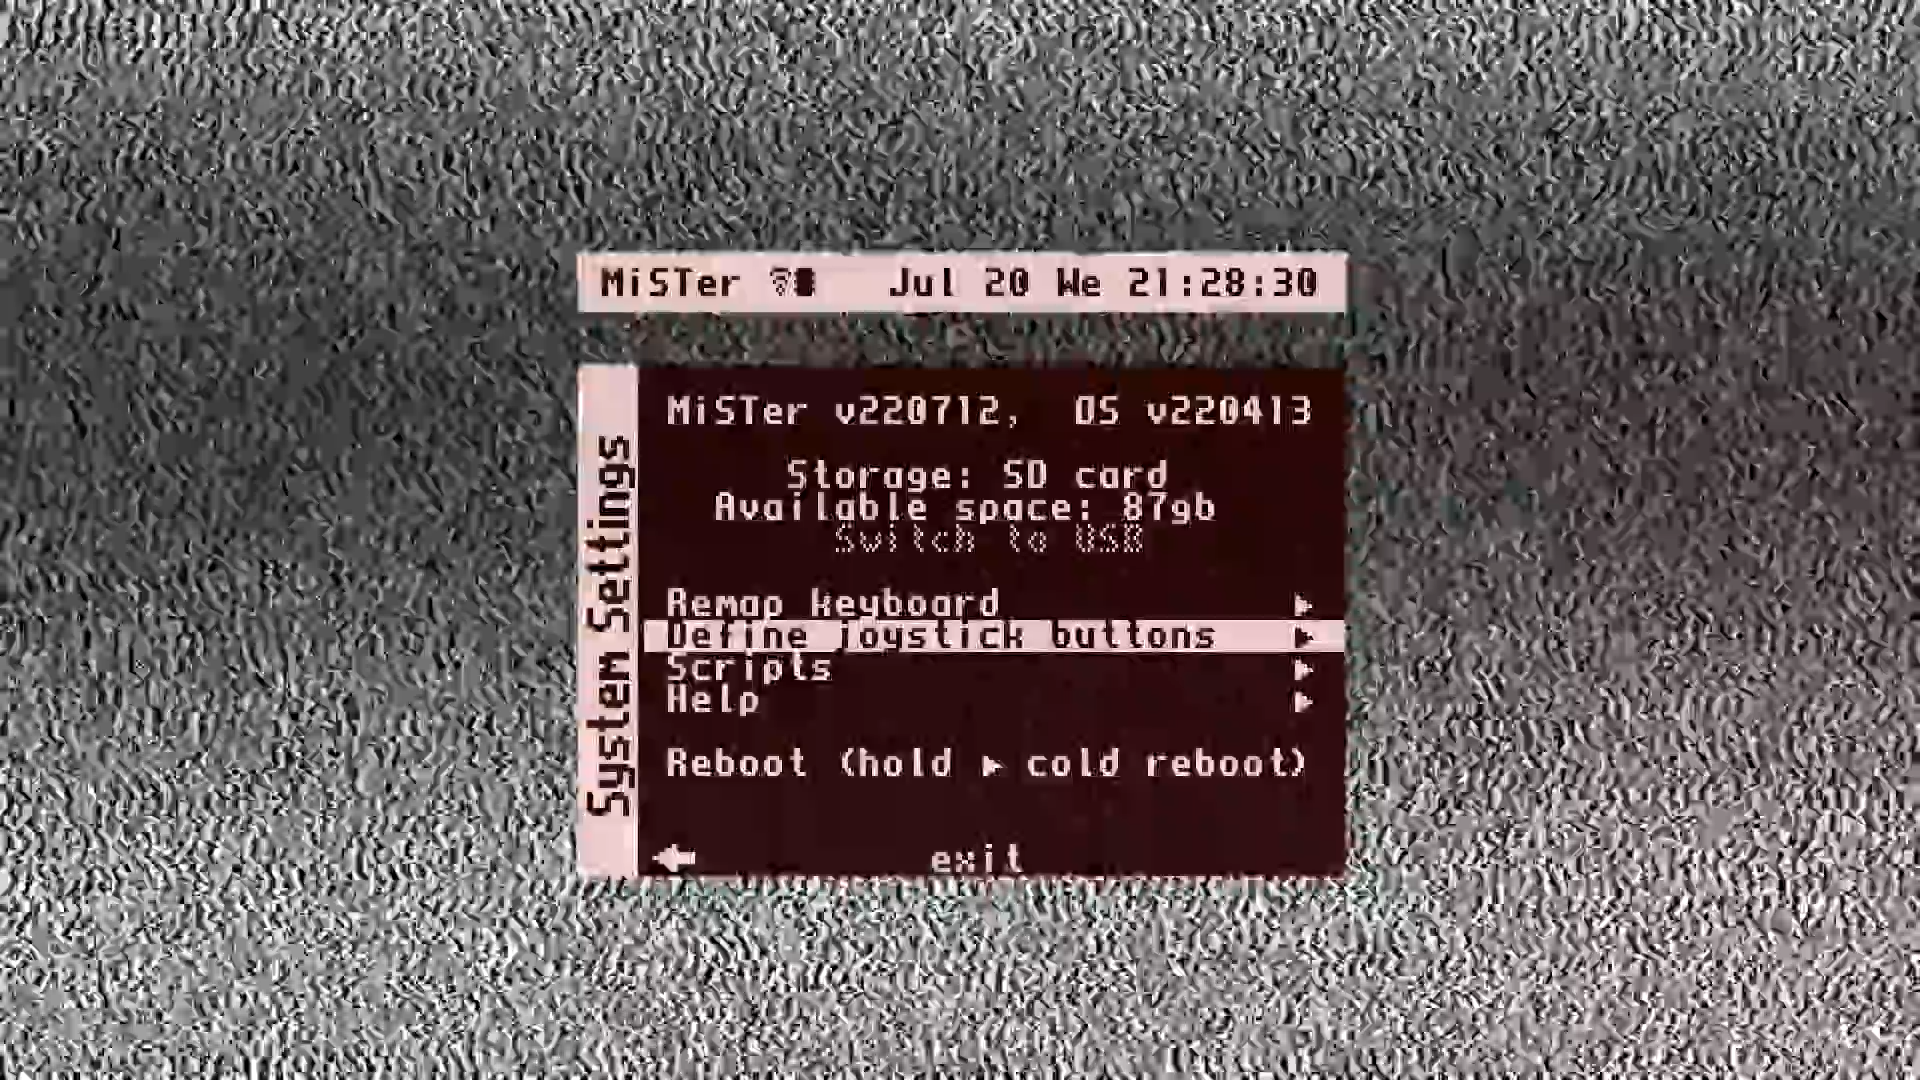 MiSTer Jul 20 We 21:28:30
System Settings
MiSTer v220712, OS v220413
Storage: SD card
Available space: 87gb
Switch to USB
Remap keyboard ►
Define joystick buttons ►
Scripts ►
Help ►
Reboot (hold ► cold reboot)
exit